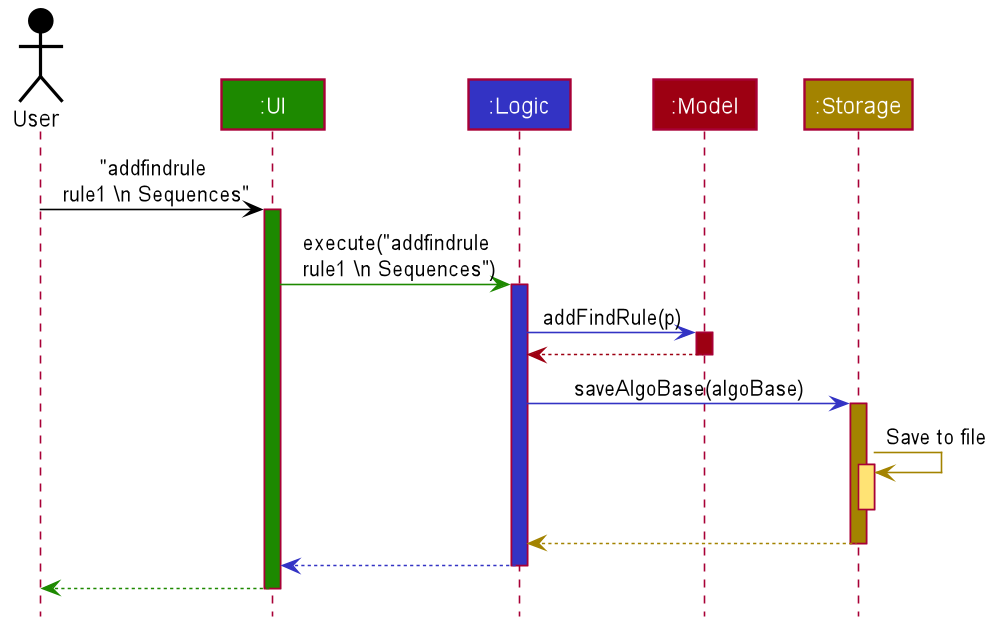 User
:UI
:Logic
:Model
:Storage
"addfindrule
rule1 \n Sequences"
execute("addfindrule
rule1 \n Sequences")
addFindRule(p)
saveAlgoBase(algoBase)
Save to file